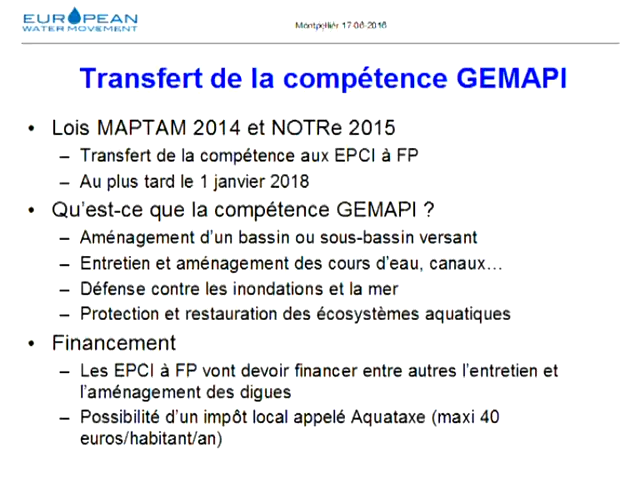 EUROPEAN
WATER MOVEMENT
Montpellier 17-06-2016
Transfert de la compétence GEMAPI
• Lois MAPTAM 2014 et NOTRe 2015
– Transfert de la compétence aux EPCI à FP
– Au plus tard le 1 janvier 2018
• Qu'est-ce que la compétence GEMAPI ?
– Aménagement d'un bassin ou sous-bassin versant
– Entretien et aménagement des cours d'eau, canaux…
– Défense contre les inondations et la mer
– Protection et restauration des écosystèmes aquatiques
• Financement
– Les EPCI à FP vont devoir financer entre autres l'entretien et
l'aménagement des digues
– Possibilité d'un impôt local appelé Aquataxe (maxi 40
euros/habitant/an)